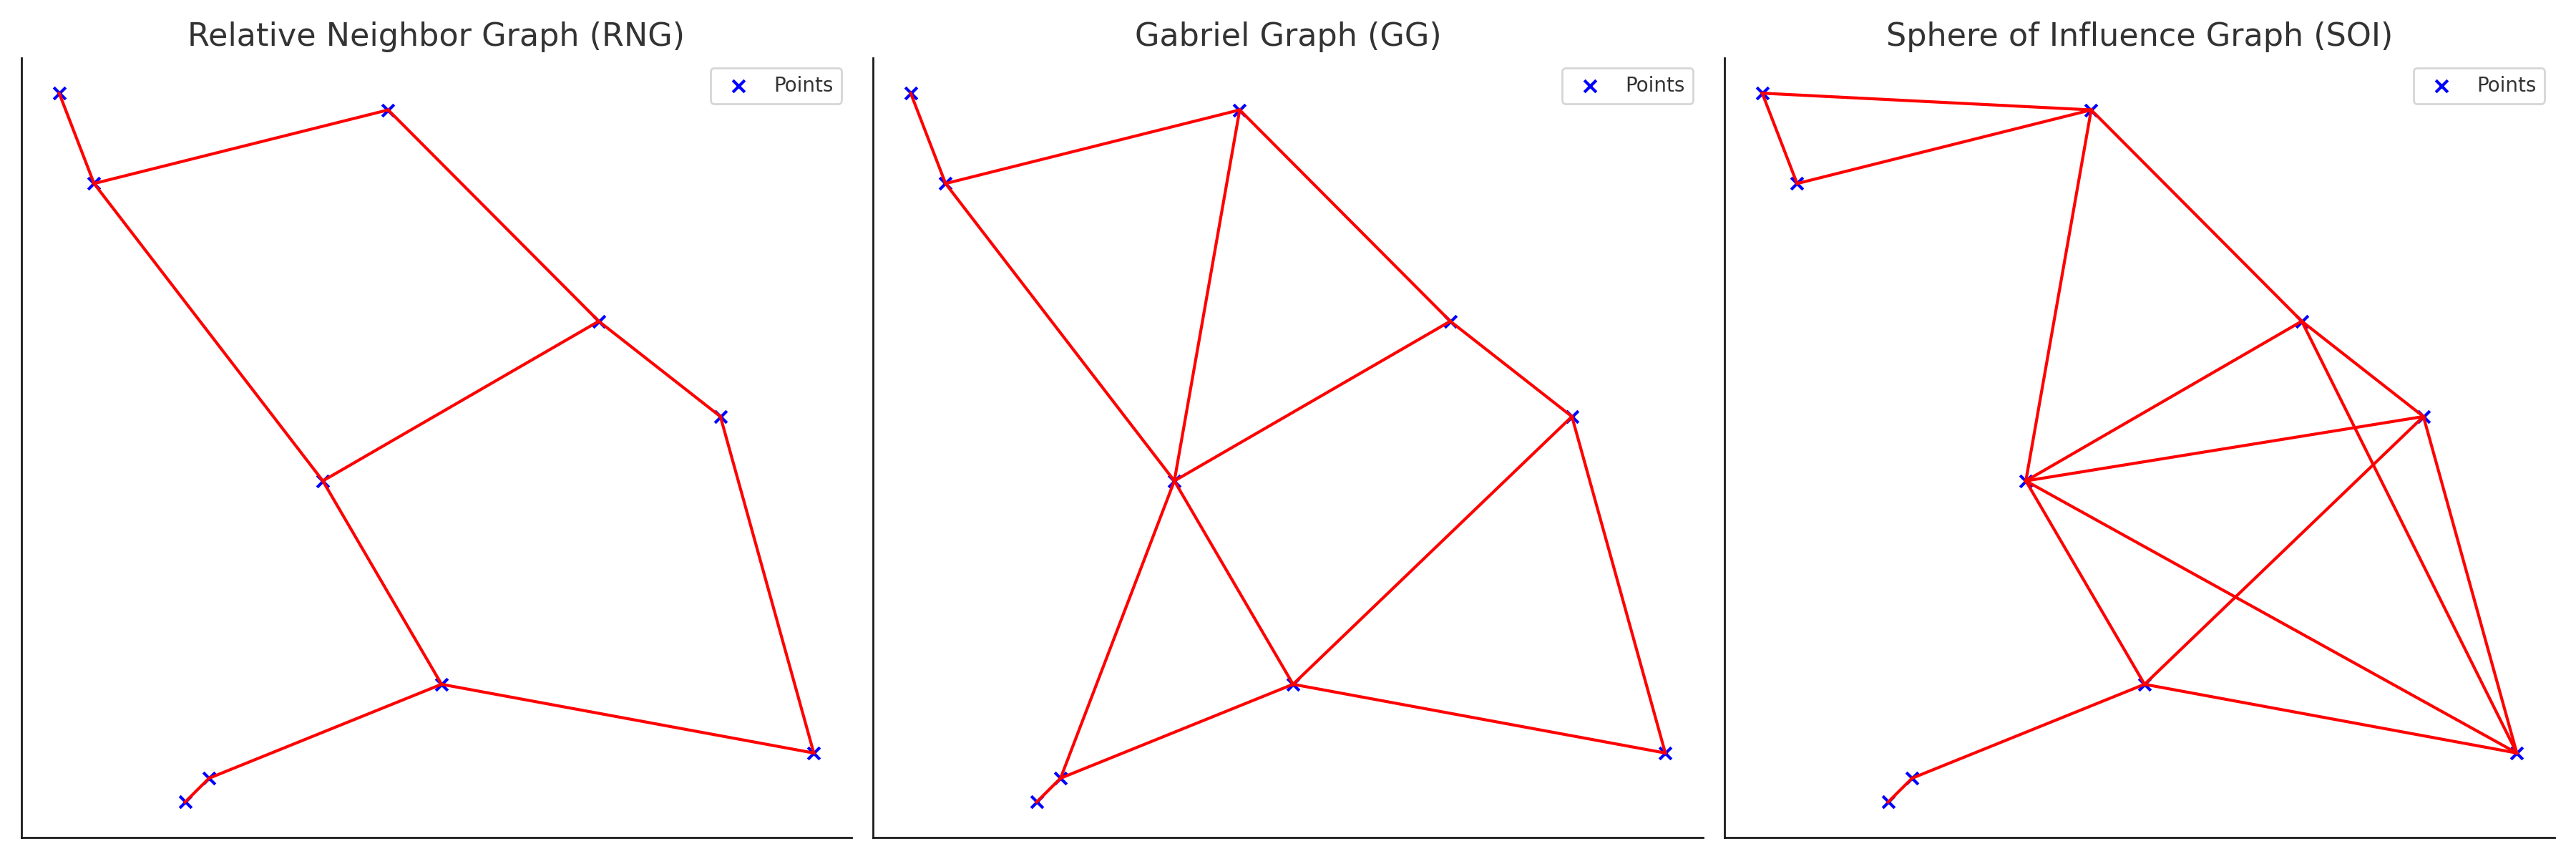 Relative Neighbor Graph (RNG)
Points
Gabriel Graph (GG)
Points
Sphere of Influence Graph (SOI)
Points